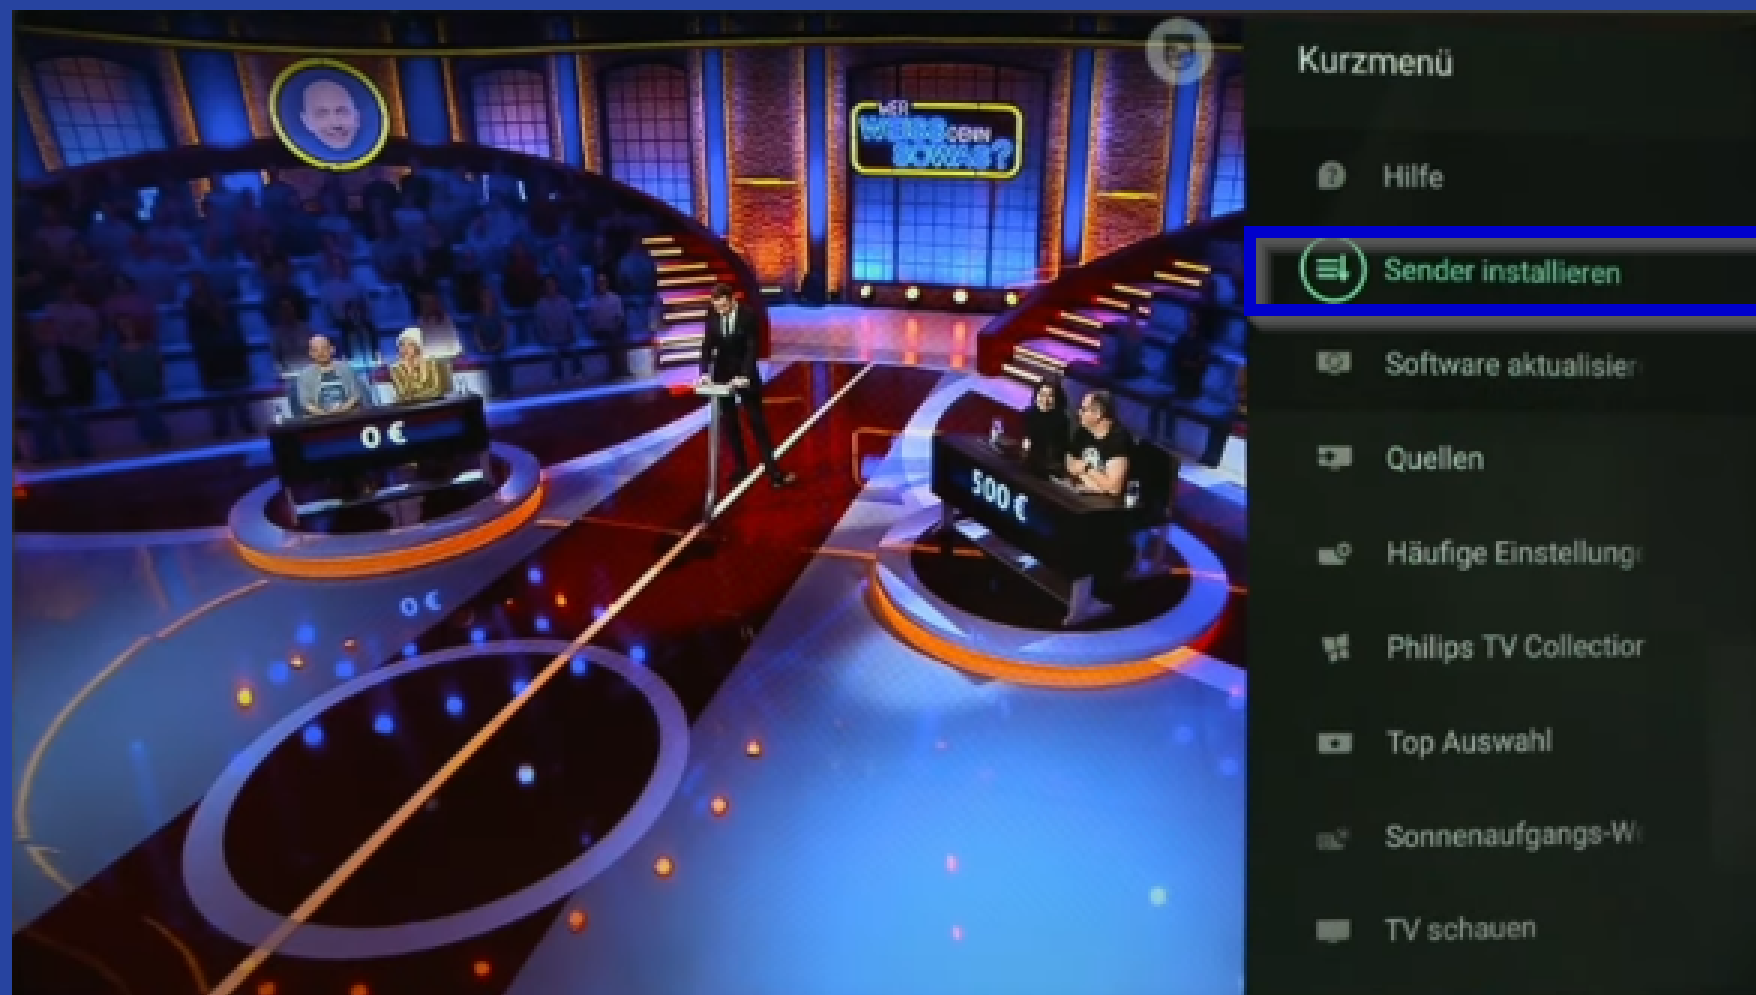 WER
WEISS DENN
SOWAS?
0 €
500 €
0 €
Kurzmenü
Hilfe
Sender installieren
Software aktualisier
Quellen
Häufige Einstellung
Philips TV Collection
Top Auswahl
Sonnenaufgangs-W
TV schauen